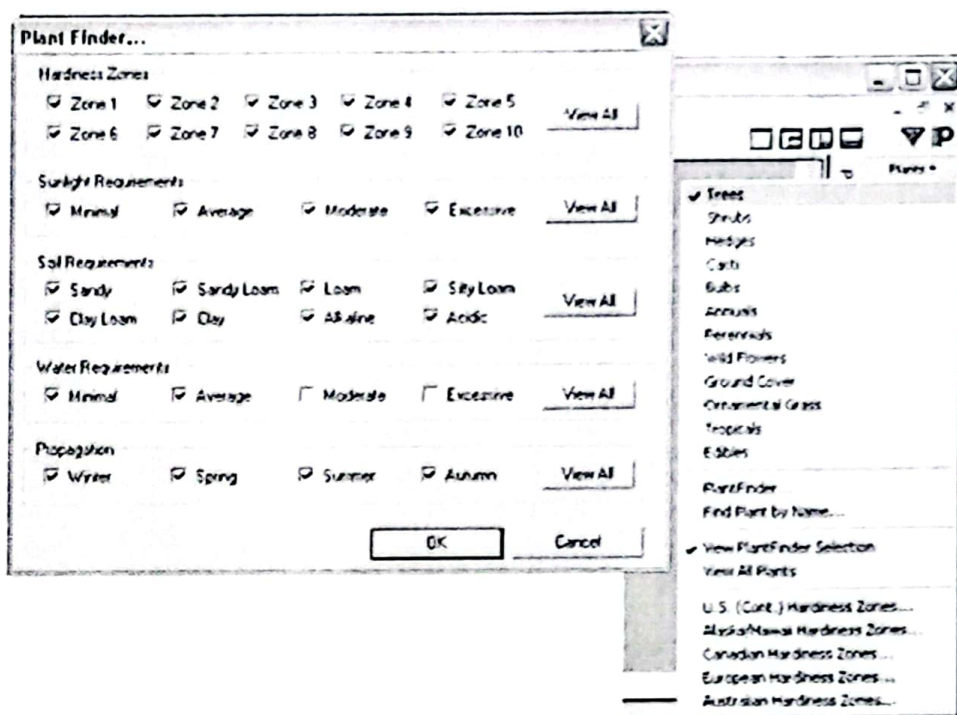 Plant Finder...
Hardness Zones
Zone 1 Zone 2 Zone 3 Zone 4 Zone 5
View All
Zone 6 Zone 7 Zone 8 Zone 9 Zone 10
Sunlight Requirements
Minimal Average Moderate Excessive View All
Soil Requirements
Sandy Sandy Loam Loam Silty Loam
View All
Clay Loam Clay Alkaline Acidic
Water Requirements
Minimal Average Moderate Excessive View All
Propagation
Winter Spring Summer Autumn View All
OK Cancel
Plants
Trees
Shrubs
Hedges
Cacti
Bulbs
Annuals
Perennials
Wild Flowers
Ground Cover
Ornamental Grass
Tropicals
Edibles
PlantFinder...
Find Plant by Name...
View PlantFinder Selection
View All Plants
U.S. (Cont.) Hardiness Zones...
Alaska/Hawaii Hardiness Zones...
Canadian Hardiness Zones...
European Hardiness Zones...
Australian Hardiness Zones...